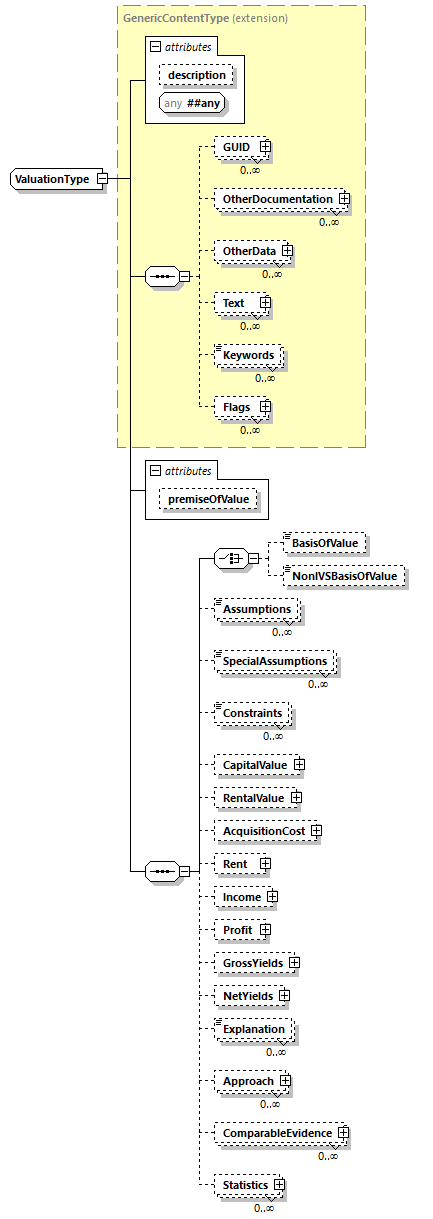 GenericContentType (extension)
attributes
description
any ##any
ValuationType
GUID
0..∞
OtherDocumentation
0..∞
OtherData
0..∞
Text
0..∞
Keywords
0..∞
Flags
0..∞
attributes
premiseOfValue
BasisOfValue
NonIVSBasisOfValue
Assumptions
0..∞
SpecialAssumptions
0..∞
Constraints
0..∞
CapitalValue
RentalValue
AcquisitionCost
Rent
Income
Profit
GrossYields
NetYields
Explanation
0..∞
Approach
0..∞
ComparableEvidence
0..∞
Statistics
0..∞